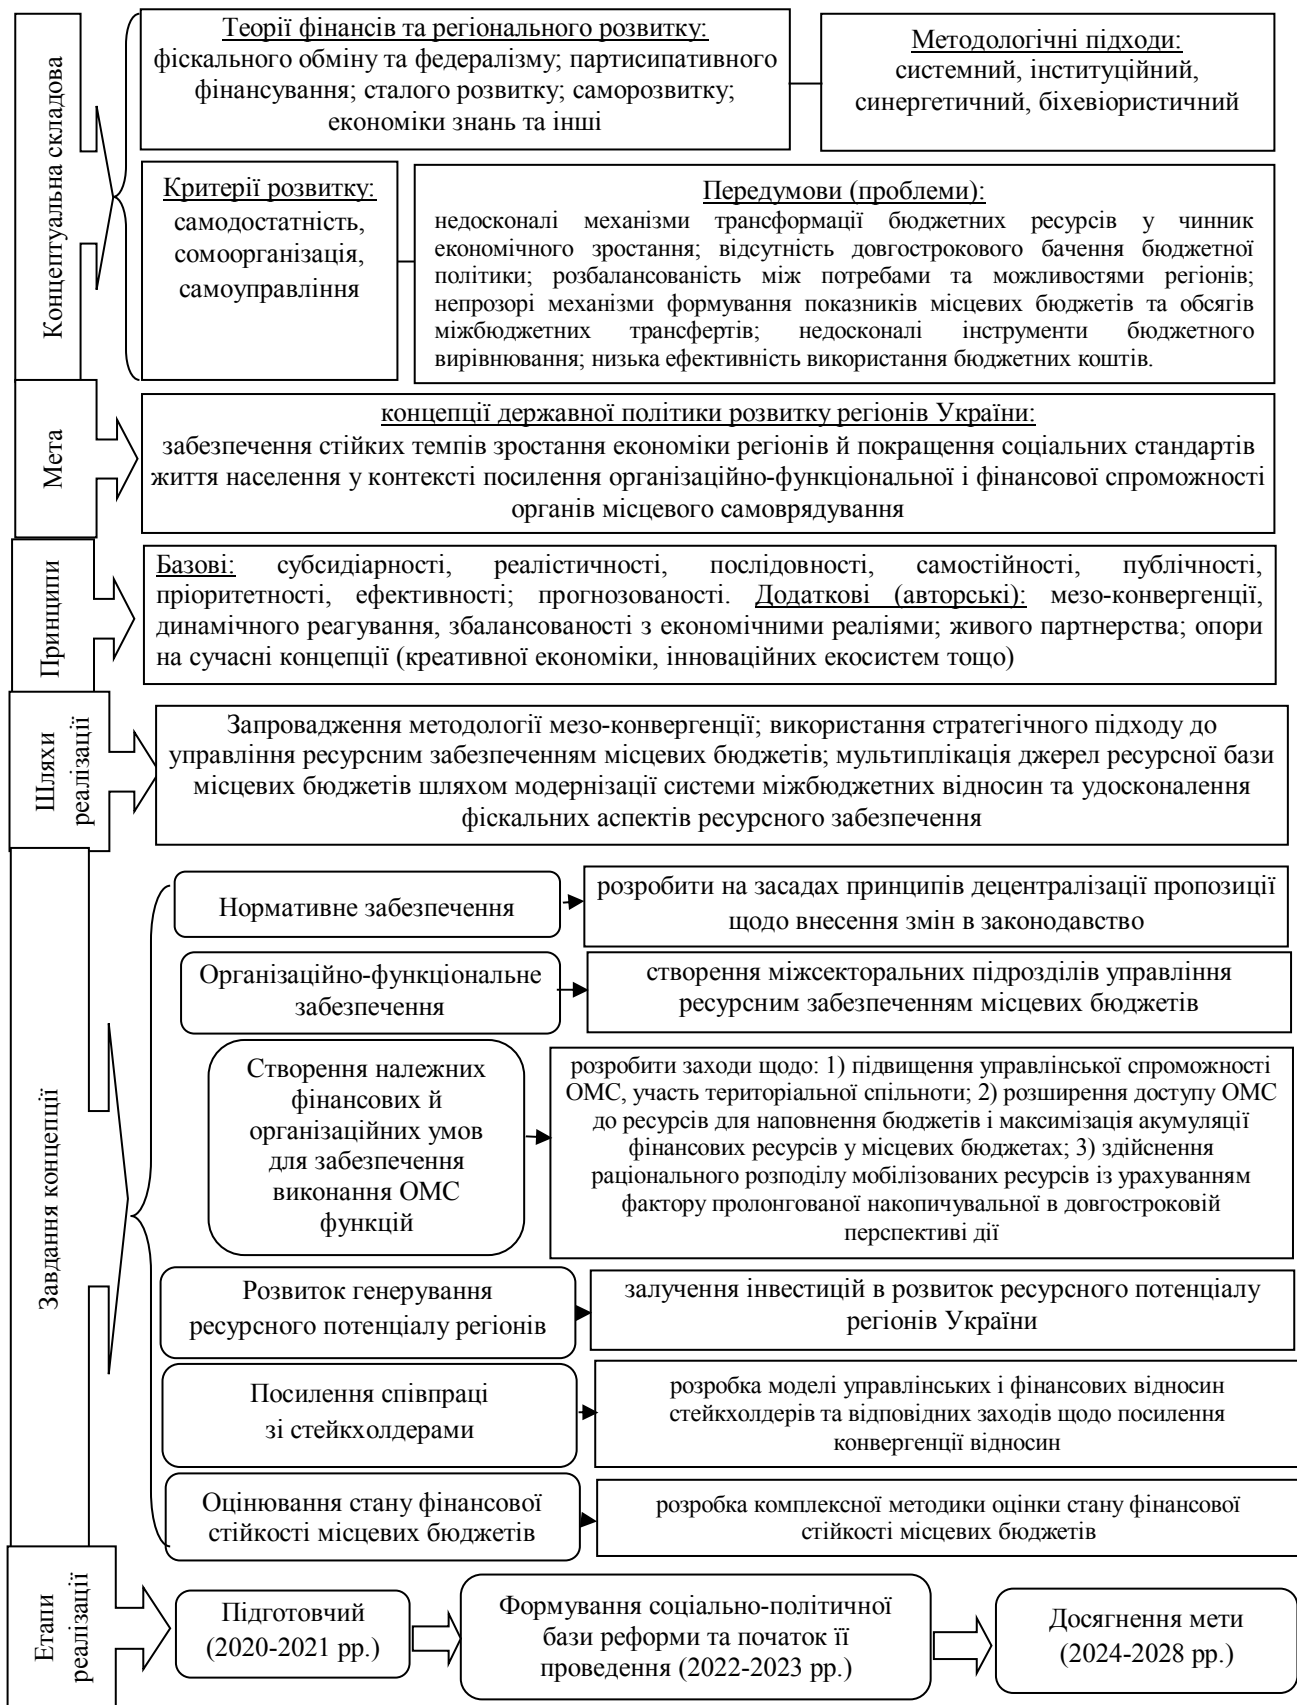 Концептуальна складова
Теорії фінансів та регіонального розвитку:
фіскального обміну та федералізму; партисипативного
фінансування; сталого розвитку; саморозвитку;
економіки знань та інші
Методологічні підходи:
системний, інституційний,
синергетичний, біхевіористичний
Критерії розвитку:
самодостатність,
сомоорганізація,
самоуправління
Передумови (проблеми):
недосконалі механізми трансформації бюджетних ресурсів у чинник
економічного зростання; відсутність довгострокового бачення бюджетної
політики; розбалансованість між потребами та можливостями регіонів;
непрозорі механізми формування показників місцевих бюджетів та обсягів
міжбюджетних трансфертів; недосконалі інструменти бюджетного
вирівнювання; низька ефективність використання бюджетних коштів.
Мета
концепції державної політики розвитку регіонів України:
забезпечення стійких темпів зростання економіки регіонів й покращення соціальних стандартів
життя населення у контексті посилення організаційно-функціональної і фінансової спроможності
органів місцевого самоврядування
Принципи
Базові: субсидіарності, реалістичності, послідовності, самостійності, публічності,
пріоритетності, ефективності; прогнозованості. Додаткові (авторські): мезо-конвергенції,
динамічного реагування, збалансованості з економічними реаліями; живого партнерства; опори
на сучасні концепції (креативної економіки, інноваційних екосистем тощо)
Шляхи
реалізації
Запровадження методології мезо-конвергенції; використання стратегічного підходу до
управління ресурсним забезпеченням місцевих бюджетів; мультиплікація джерел ресурсної бази
місцевих бюджетів шляхом модернізації системи міжбюджетних відносин та удосконалення
фіскальних аспектів ресурсного забезпечення
Завдання концепції
Нормативне забезпечення
розробити на засадах принципів децентралізації пропозиції
щодо внесення змін в законодавство
Організаційно-функціональне
забезпечення
створення міжсекторальних підрозділів управління
ресурсним забезпеченням місцевих бюджетів
Створення належних
фінансових й
організаційних умов
для забезпечення
виконання ОМС
функцій
розробити заходи щодо: 1) підвищення управлінської спроможності
ОМС, участь територіальної спільноти; 2) розширення доступу ОМС
до ресурсів для наповнення бюджетів і максимізація акумуляції
фінансових ресурсів у місцевих бюджетах; 3) здійснення
раціонального розподілу мобілізованих ресурсів із урахуванням
фактору пролонгованої накопичувальної в довгостроковій
перспективі дії
Розвиток генерування
ресурсного потенціалу регіонів
залучення інвестицій в розвиток ресурсного потенціалу
регіонів України
Посилення співпраці
зі стейкхолдерами
розробка моделі управлінських і фінансових відносин
стейкхолдерів та відповідних заходів щодо посилення
конвергенції відносин
Оцінювання стану фінансової
стійкості місцевих бюджетів
розробка комплексної методики оцінки стану фінансової
стійкості місцевих бюджетів
Етапи
реалізації
Підготовчий
(2020-2021 рр.)
Формування соціально-політичної
бази реформи та початок її
проведення (2022-2023 рр.)
Досягнення мети
(2024-2028 рр.)